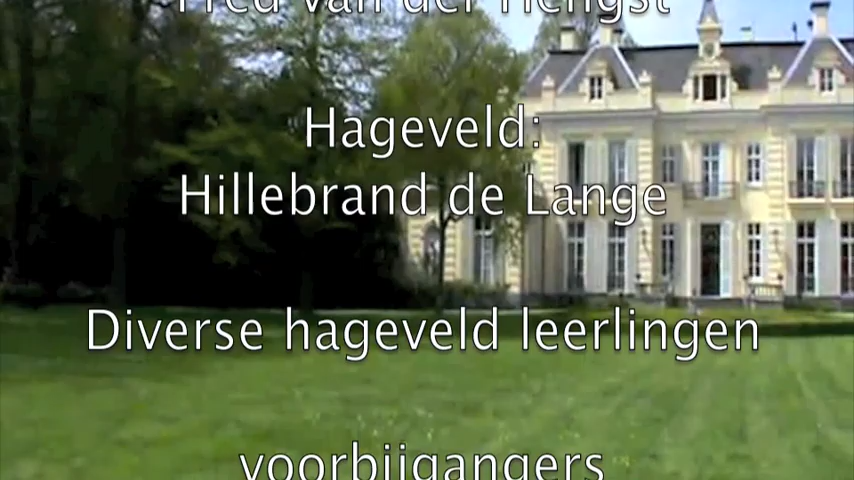 Fred van der Hengst
Hageveld:
Hillebrand de Lange
Diverse hageveld leerlingen
voorbijgangers